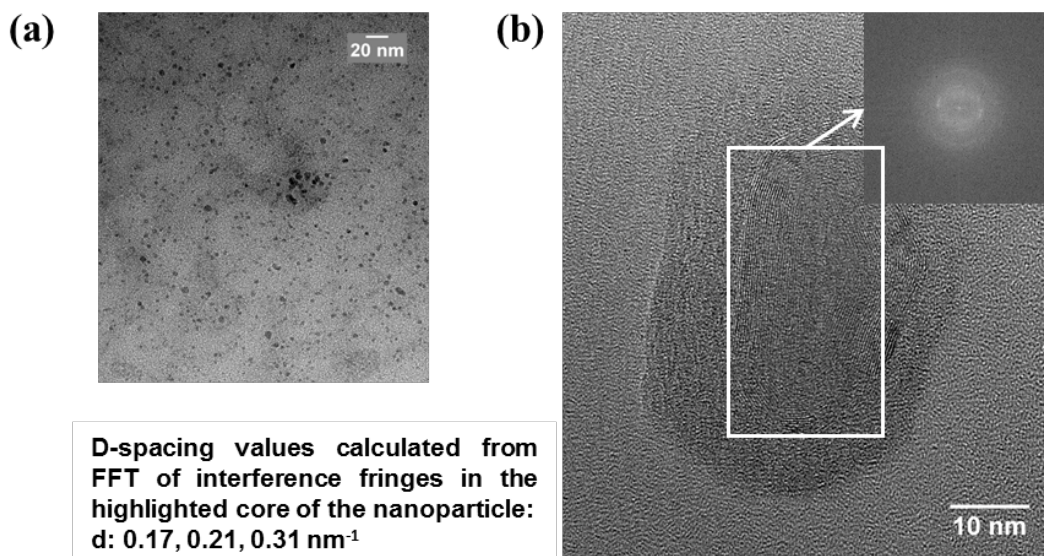 (a)
20 nm
(b)
D-spacing values calculated from
FFT of interference fringes in the
highlighted core of the nanoparticle:
d: 0.17, 0.21, 0.31 nm⁻¹
10 nm